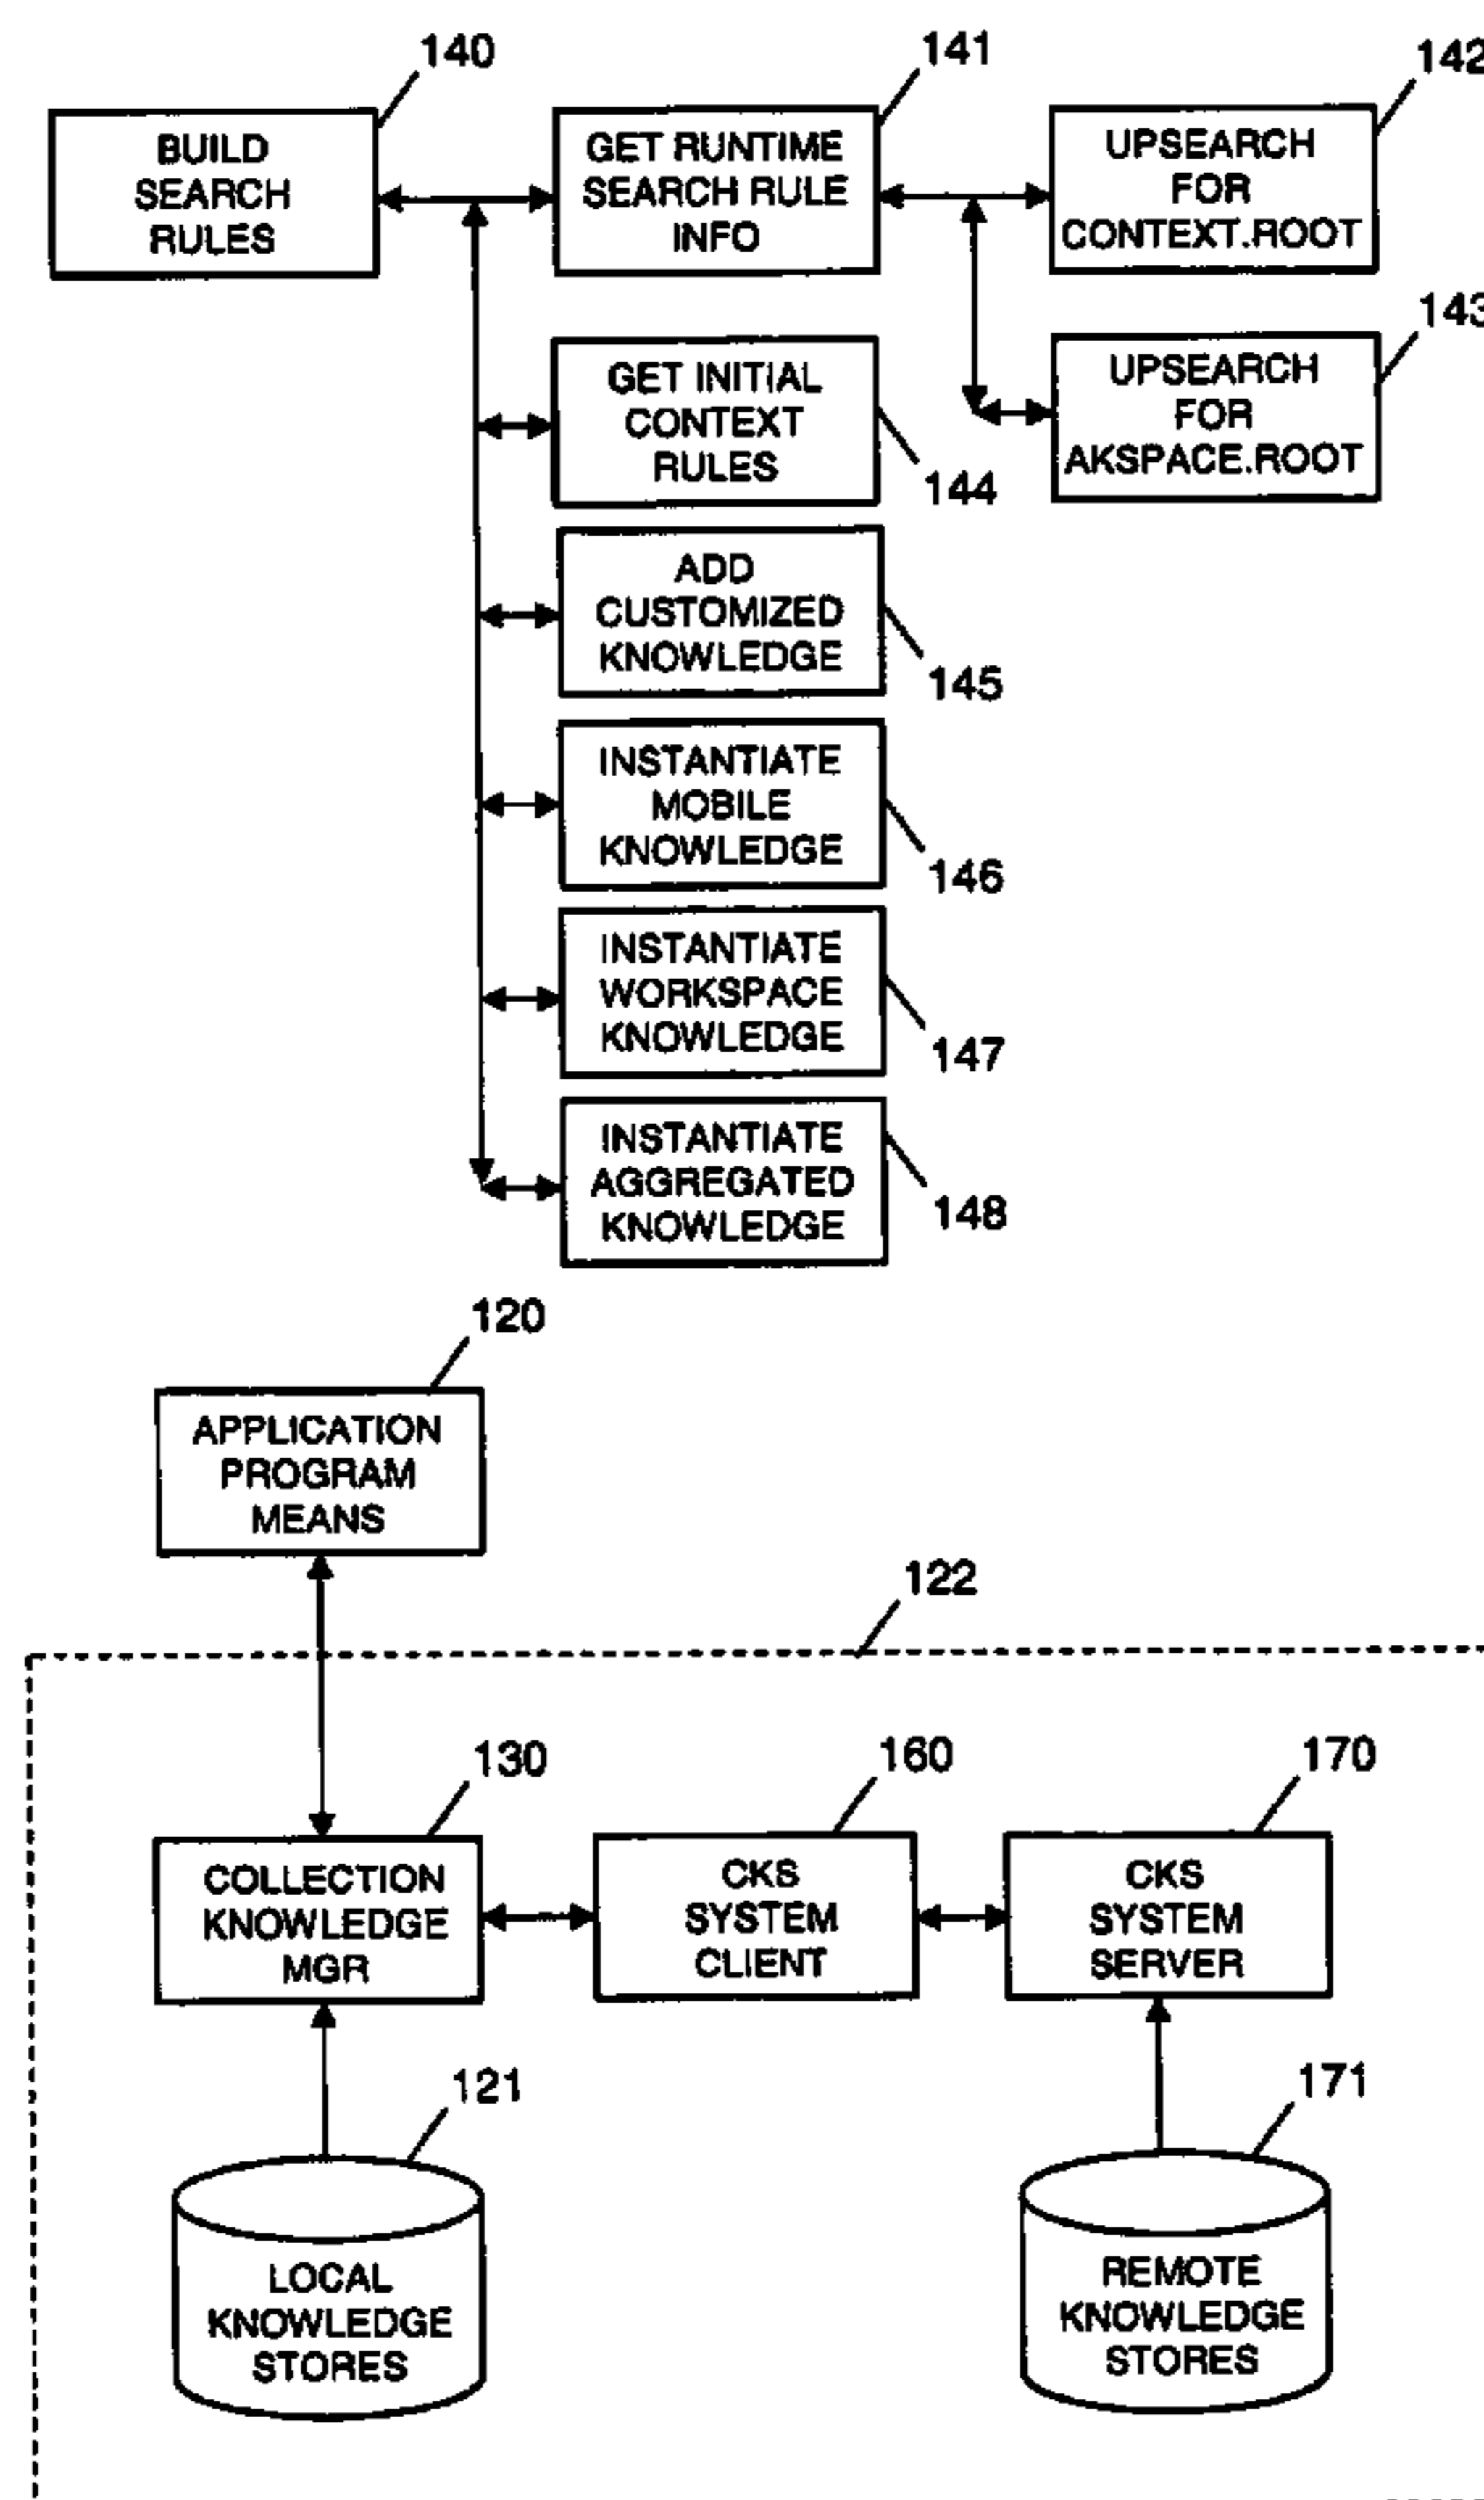 140
141
142
BUILD
SEARCH
RULES
GET RUNTIME
SEARCH RULE
INFO
UPSEARCH
FOR
CONTEXT.ROOT
143
GET INITIAL
CONTEXT
RULES
144
UPSEARCH
FOR
AKSPACE.ROOT
ADD
CUSTOMIZED
KNOWLEDGE
145
INSTANTIATE
MOBILE
KNOWLEDGE
146
INSTANTIATE
WORKSPACE
KNOWLEDGE
147
INSTANTIATE
AGGREGATED
KNOWLEDGE
148
120
APPLICATION
PROGRAM
MEANS
122
130
160
170
COLLECTION
KNOWLEDGE
MGR
CKS
SYSTEM
CLIENT
CKS
SYSTEM
SERVER
121
171
LOCAL
KNOWLEDGE
STORES
REMOTE
KNOWLEDGE
STORES